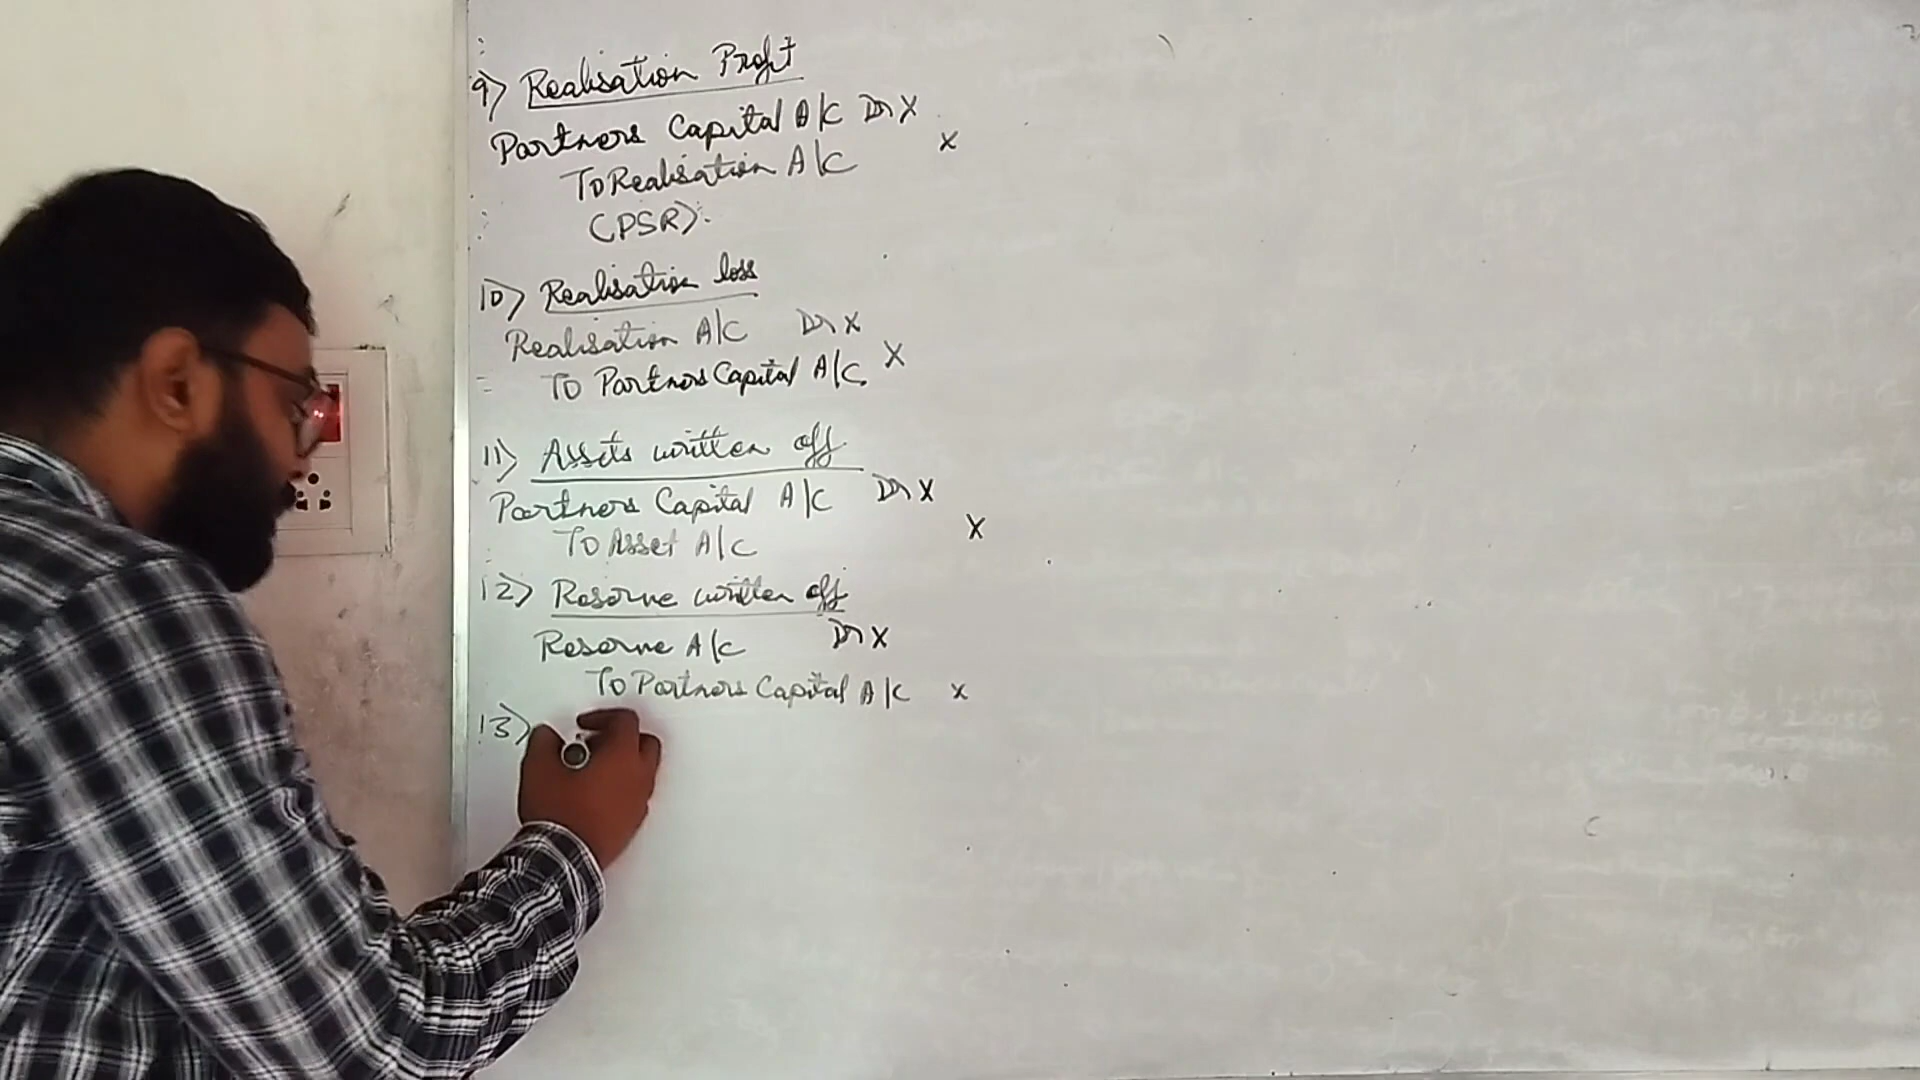 9) Realisation Profit
Partners Capital A/C Dr X
To Realisation A/C X
(PSR).
10) Realisation loss
Realisation A/C Dr X
To Partners Capital A/C. X
11) Assets written off
Partners Capital A/C Dr X
To Asset A/C X
12) Reserve written off
Reserve A/C Dr X
To Partners Capital A/C X
13)